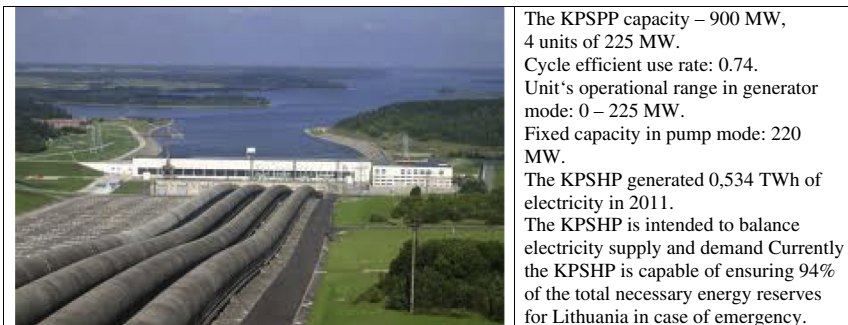 The KPSPP capacity – 900 MW,
4 units of 225 MW.
Cycle efficient use rate: 0.74.
Unit‘s operational range in generator
mode: 0 – 225 MW.
Fixed capacity in pump mode: 220
MW.
The KPSHP generated 0,534 TWh of
electricity in 2011.
The KPSHP is intended to balance
electricity supply and demand Currently
the KPSHP is capable of ensuring 94%
of the total necessary energy reserves
for Lithuania in case of emergency.